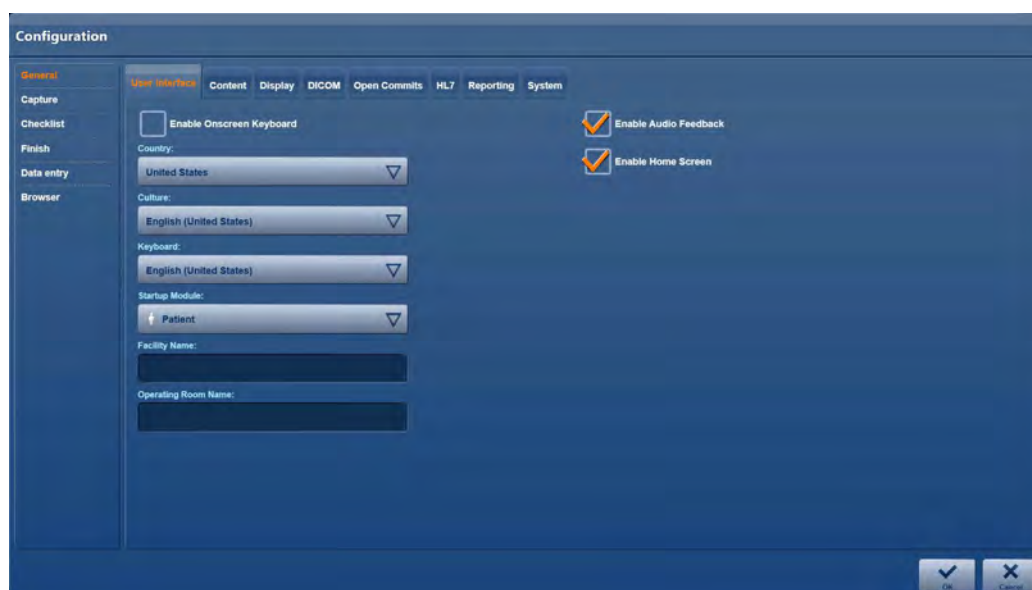 Configuration
General
Capture
Checklist
Finish
Data entry
Browser
User Interface Content Display DICOM Open Commits HL7 Reporting System
Enable Onscreen Keyboard
Country:
United States
Culture:
English (United States)
Keyboard:
English (United States)
Startup Module:
Patient
Facility Name:
Operating Room Name:
Enable Audio Feedback
Enable Home Screen
OK Cancel